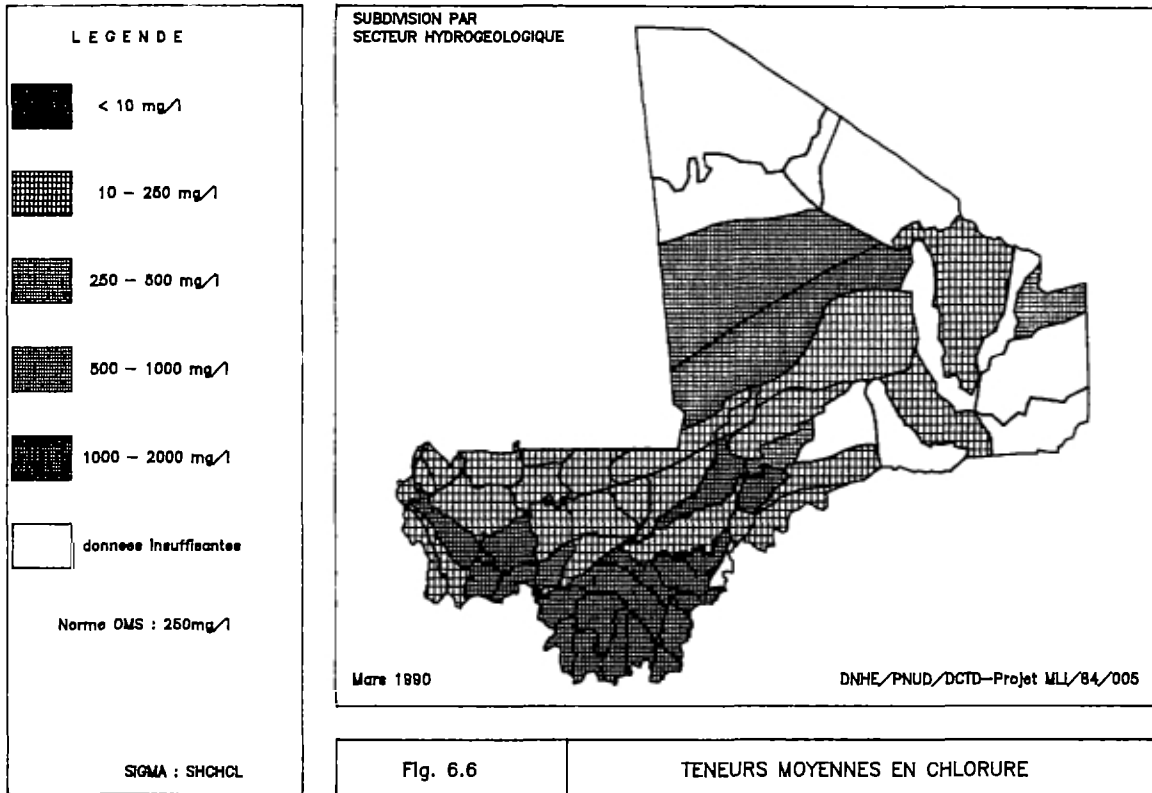 LEGENDE
< 10 mg/l
10 - 250 mg/l
250 - 500 mg/l
500 - 1000 mg/l
1000 - 2000 mg/l
donnees insuffisantes
Norme OMS : 250mg/l
SIGMA : SHCHCL
SUBDIVISION PAR
SECTEUR HYDROGEOLOGIQUE
Mars 1990
DNHE/PNUD/DCTD-Projet MLI/84/005
Fig. 6.6
TENEURS MOYENNES EN CHLORURE